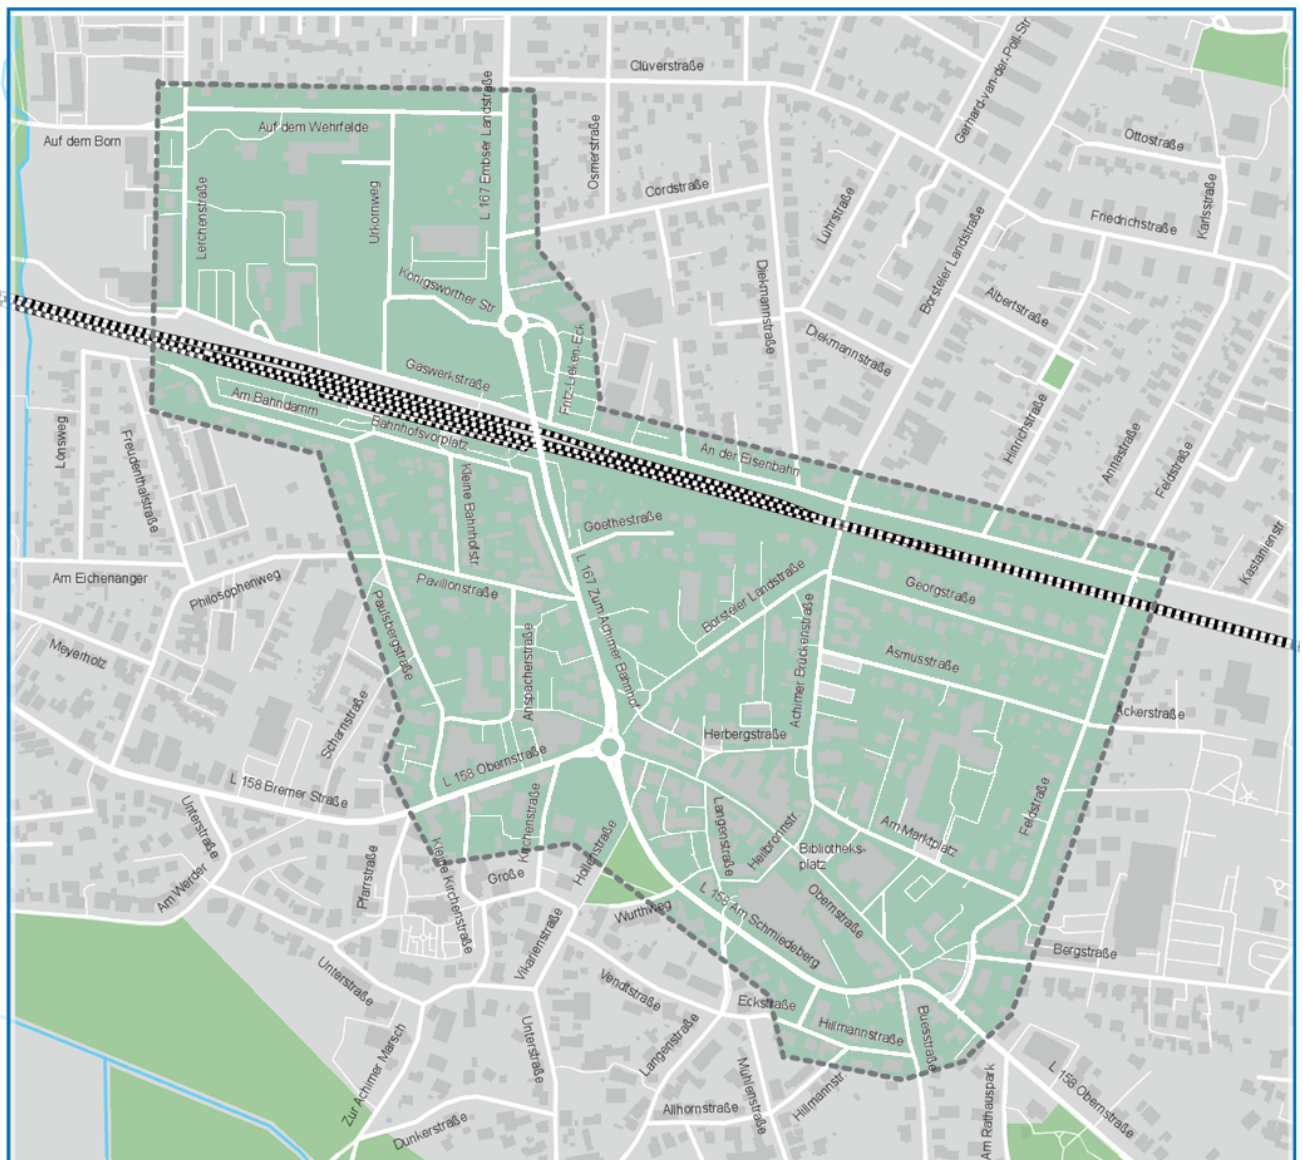 Clüverstraße
Gerhard-van-der-Poll-Str
Auf dem Born
Auf dem Wehrfelde
L 167 Embser Landstraße
Osmerstraße
Ottostraße
Cordstraße
Lerchenstraße
Urkornweg
Lührstraße
Karlsstraße
Friedrichstraße
Borsteler Landstraße
Königsworther Str
Diekmannstraße
Albertstraße
Diekmannstraße
Fritz-Lieken-Eck
Gaswerkstraße
Am Bahndamm
Bahnhofsvorplatz
Hinrichstraße
Lönsweg
Freudenthalstraße
An der Eisenbahn
Annastraße
Feldstraße
Kleine Bahnhofstr.
Goethestraße
Kastanienstr
Am Eichenanger
Philosophenweg
Pavillonstraße
L 167 Zum Achimer Bahnhof
Borsteler Landstraße
Georgstraße
Paulsbergstraße
Meyerholz
Anspacherstraße
Achimer Brückenstraße
Asmusstraße
Scharnstraße
Ackerstraße
Herbergstraße
L 158 Obernstraße
L 158 Bremer Straße
Unterstraße
Kirchenstraße
Langenstraße
Heilbronnstr.
Am Marktplatz
Feldstraße
Bibliotheks-
platz
Am Werder
Pfarrstraße
Kleine Kirchenstraße
Große
Höllenstraße
Wurthweg
L 158 Am Schmiedeberg
Obernstraße
Vikarienstraße
Bergstraße
Unterstraße
Vendtstraße
Eckstraße
Hillmannstraße
Buesstraße
Zur Achimer Marsch
Unterstraße
Langenstraße
Mühlenstraße
Hillmannstr.
Allhornstraße
Dunkerstraße
Am Rathauspark
L 158 Obernstraße